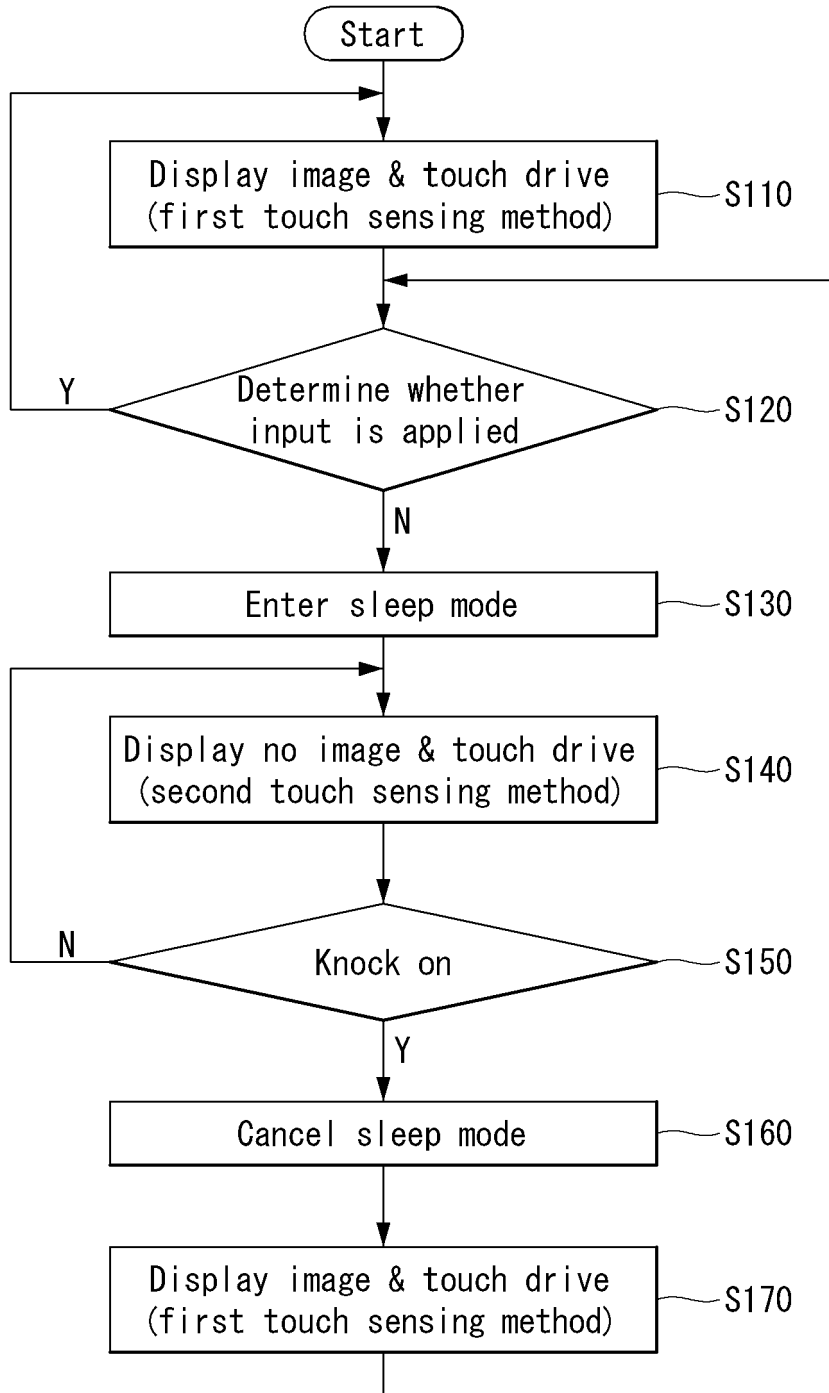 Start
Display image & touch drive
(first touch sensing method)
S110
Y
Determine whether
input is applied
S120
N
Enter sleep mode
S130
Display no image & touch drive
(second touch sensing method)
S140
N
Knock on
S150
Y
Cancel sleep mode
S160
Display image & touch drive
(first touch sensing method)
S170